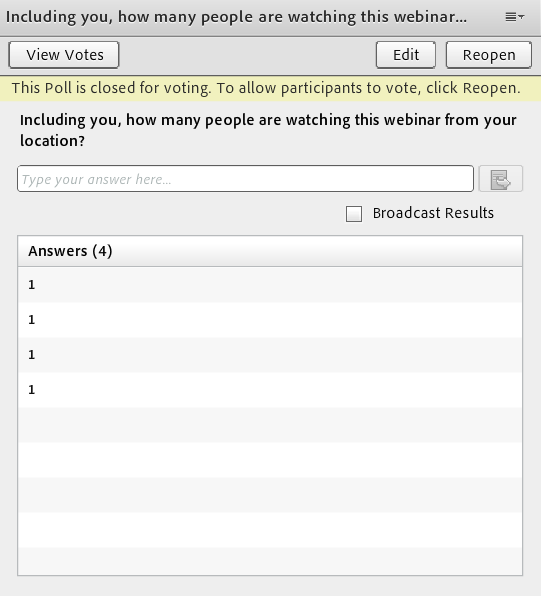 Including you, how many people are watching this webinar...
View Votes Edit Reopen
This Poll is closed for voting. To allow participants to vote, click Reopen.
Including you, how many people are watching this webinar from your
location?
Type your answer here...
Broadcast Results
Answers (4)
1
1
1
1